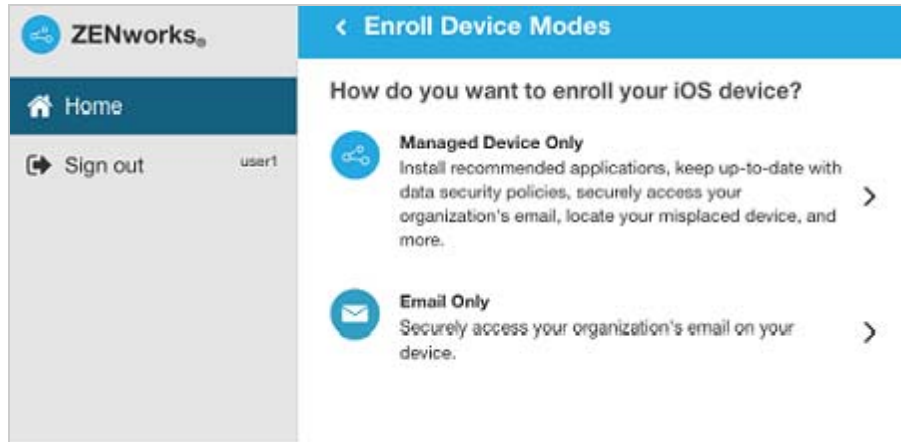 ZENworks®
Home
Sign out
user1
Enroll Device Modes
How do you want to enroll your iOS device?
Managed Device Only
Install recommended applications, keep up-to-date with
data security policies, securely access your
organization's email, locate your misplaced device, and
more.
Email Only
Securely access your organization's email on your
device.